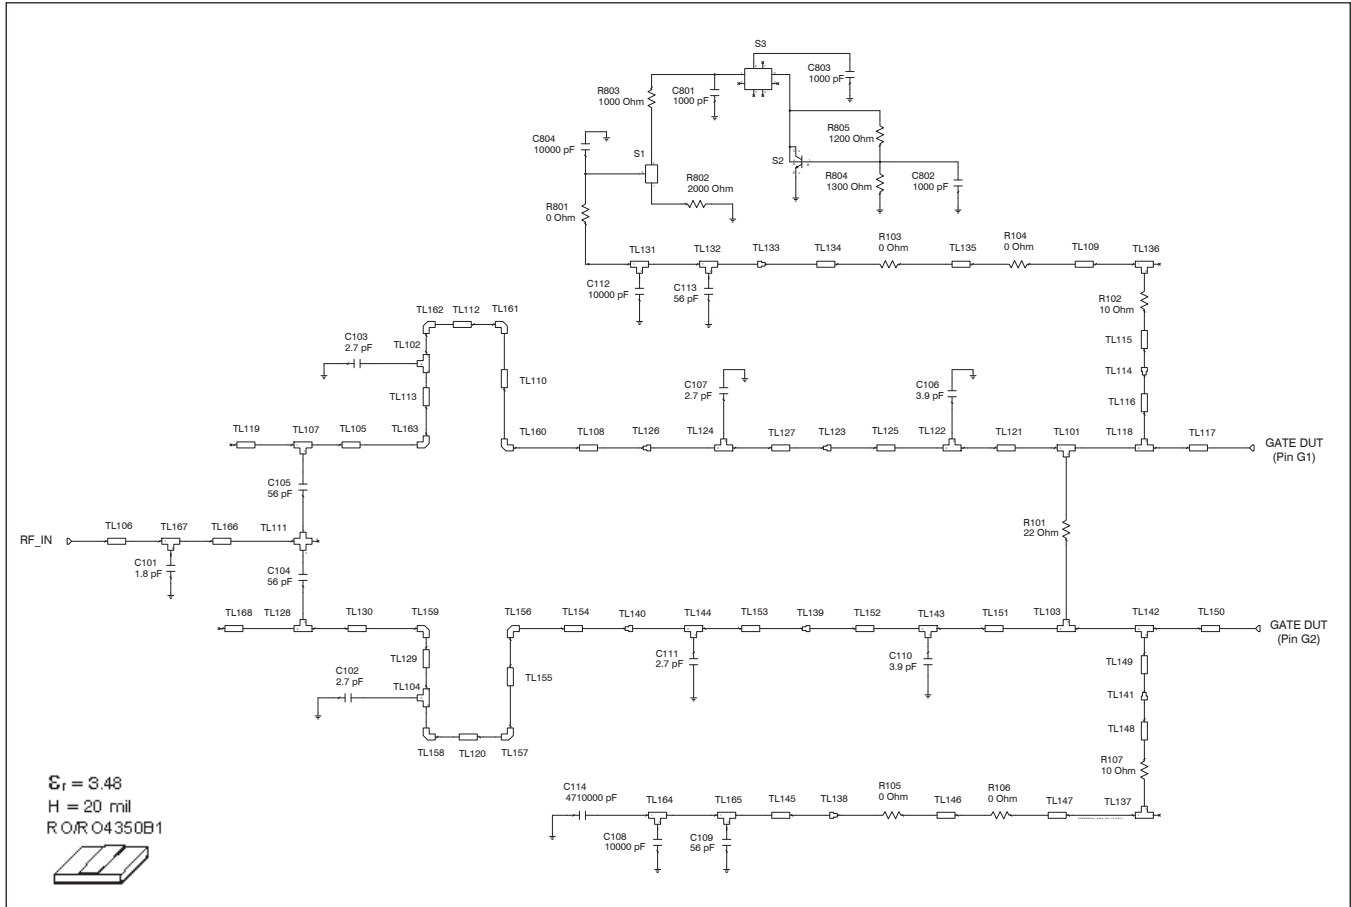 S3
C803
1000 pF
R803
1000 Ohm
C801
1000 pF
C804
10000 pF
S1
R805
1200 Ohm
S2
R802
2000 Ohm
R804
1300 Ohm
C802
1000 pF
R801
0 Ohm
TL131
TL132
TL133
TL134
R103
0 Ohm
TL135
R104
0 Ohm
TL109
TL136
C112
10000 pF
C113
56 pF
R102
10 Ohm
TL162
TL112
TL161
C103
2.7 pF
TL102
TL115
TL110
C107
2.7 pF
C106
3.9 pF
TL114
TL113
TL116
TL119
TL107
TL105
TL163
TL160
TL108
TL126
TL124
TL127
TL123
TL125
TL122
TL121
TL101
TL118
TL117
GATE DUT
(Pin G1)
C105
56 pF
RF_IN
TL106
TL167
TL166
TL111
R101
22 Ohm
C101
1.8 pF
C104
56 pF
TL168
TL128
TL130
TL159
TL156
TL154
TL140
TL144
TL153
TL139
TL152
TL143
TL151
TL103
TL142
TL150
GATE DUT
(Pin G2)
TL129
C111
2.7 pF
C110
3.9 pF
TL149
C102
2.7 pF
TL104
TL155
TL141
TL148
TL158
TL120
TL157
R107
10 Ohm
C114
4710000 pF
TL164
TL165
TL145
TL138
R105
0 Ohm
TL146
R106
0 Ohm
TL147
TL137
C108
10000 pF
C109
56 pF
εr = 3.48
H = 20 mil
RO/RO4350B1